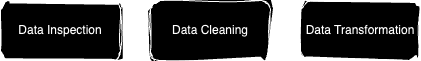 Data Inspection
Data Cleaning
Data Transformation